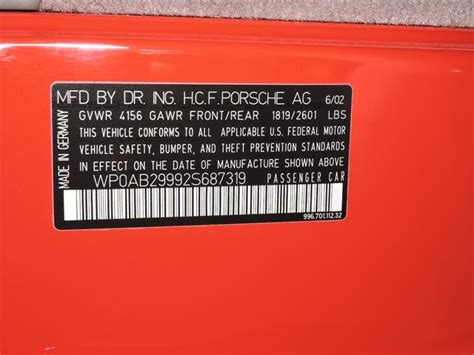 MFD BY DR. ING. H.C.F. PORSCHE AG 6/02
GVWR 4156 GAWR FRONT/REAR 1819/2601 LBS
THIS VEHICLE CONFORMS TO ALL APPLICABLE U.S. FEDERAL MOTOR
VEHICLE SAFETY, BUMPER, AND THEFT PREVENTION STANDARDS
IN EFFECT ON THE DATE OF MANUFACTURE SHOWN ABOVE.
WP0AB29992S687319 PASSENGER CAR
996.701.112.32
MADE IN GERMANY